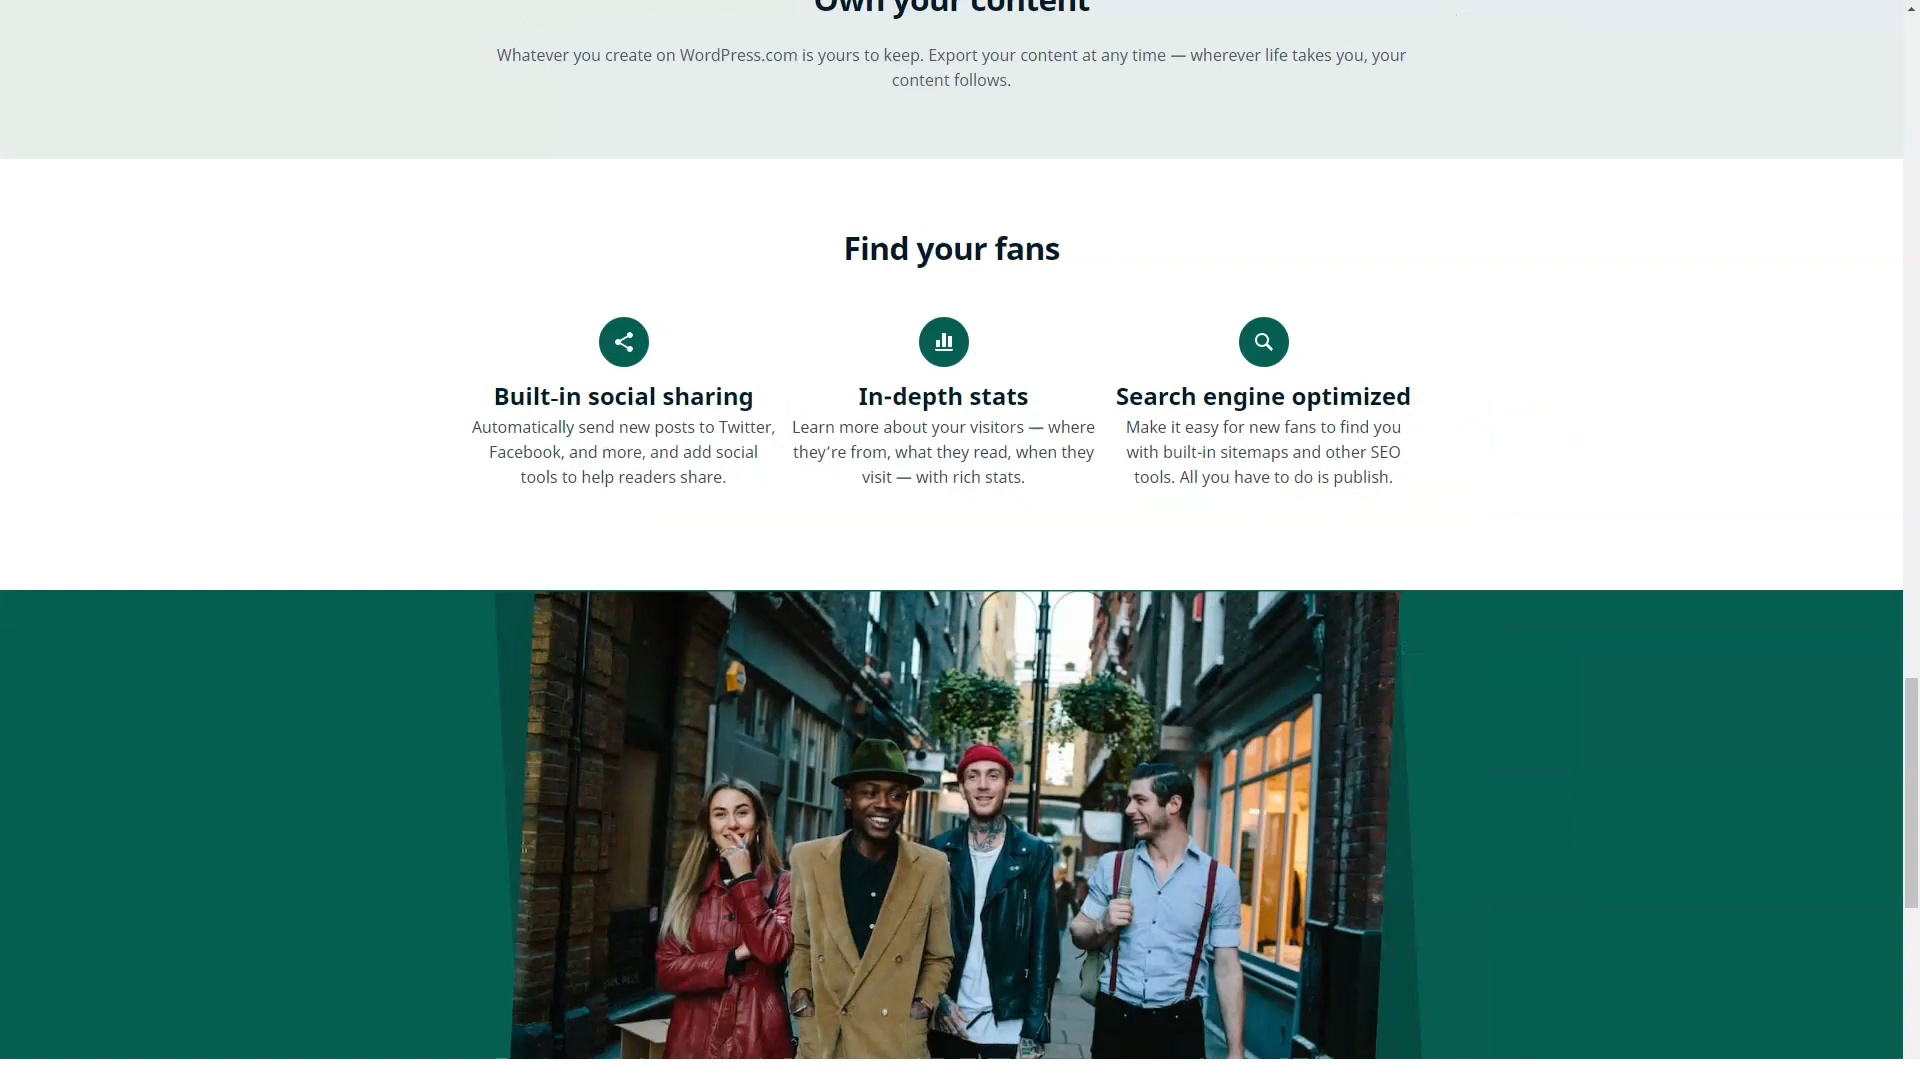 Own your content
Whatever you create on WordPress.com is yours to keep. Export your content at any time — wherever life takes you, your
content follows.
Find your fans
Built-in social sharing
Automatically send new posts to Twitter,
Facebook, and more, and add social
tools to help readers share.
In-depth stats
Learn more about your visitors — where
they’re from, what they read, when they
visit — with rich stats.
Search engine optimized
Make it easy for new fans to find you
with built-in sitemaps and other SEO
tools. All you have to do is publish.